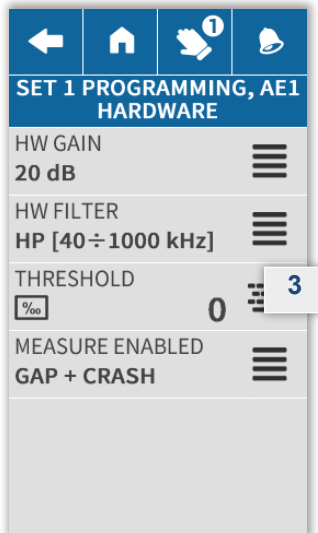 1
SET 1 PROGRAMMING, AE1
HARDWARE
HW GAIN
20 dB
HW FILTER
HP [40÷1000 kHz]
THRESHOLD
‰ 0
3
MEASURE ENABLED
GAP + CRASH